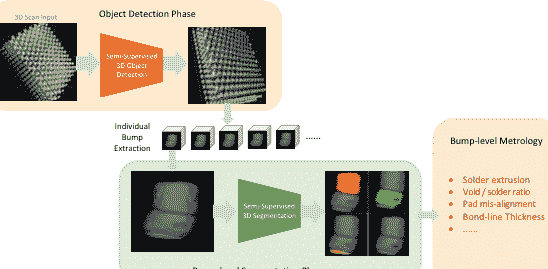 Object Detection Phase
3D Scan Input
Semi-Supervised
3D Object
Detection
Individual
Bump
Extraction
......
Semi-Supervised
3D Segmentation
Bump-level Metrology
Solder extrusion
Void / solder ratio
Pad mis-alignment
Bond-line Thickness
......